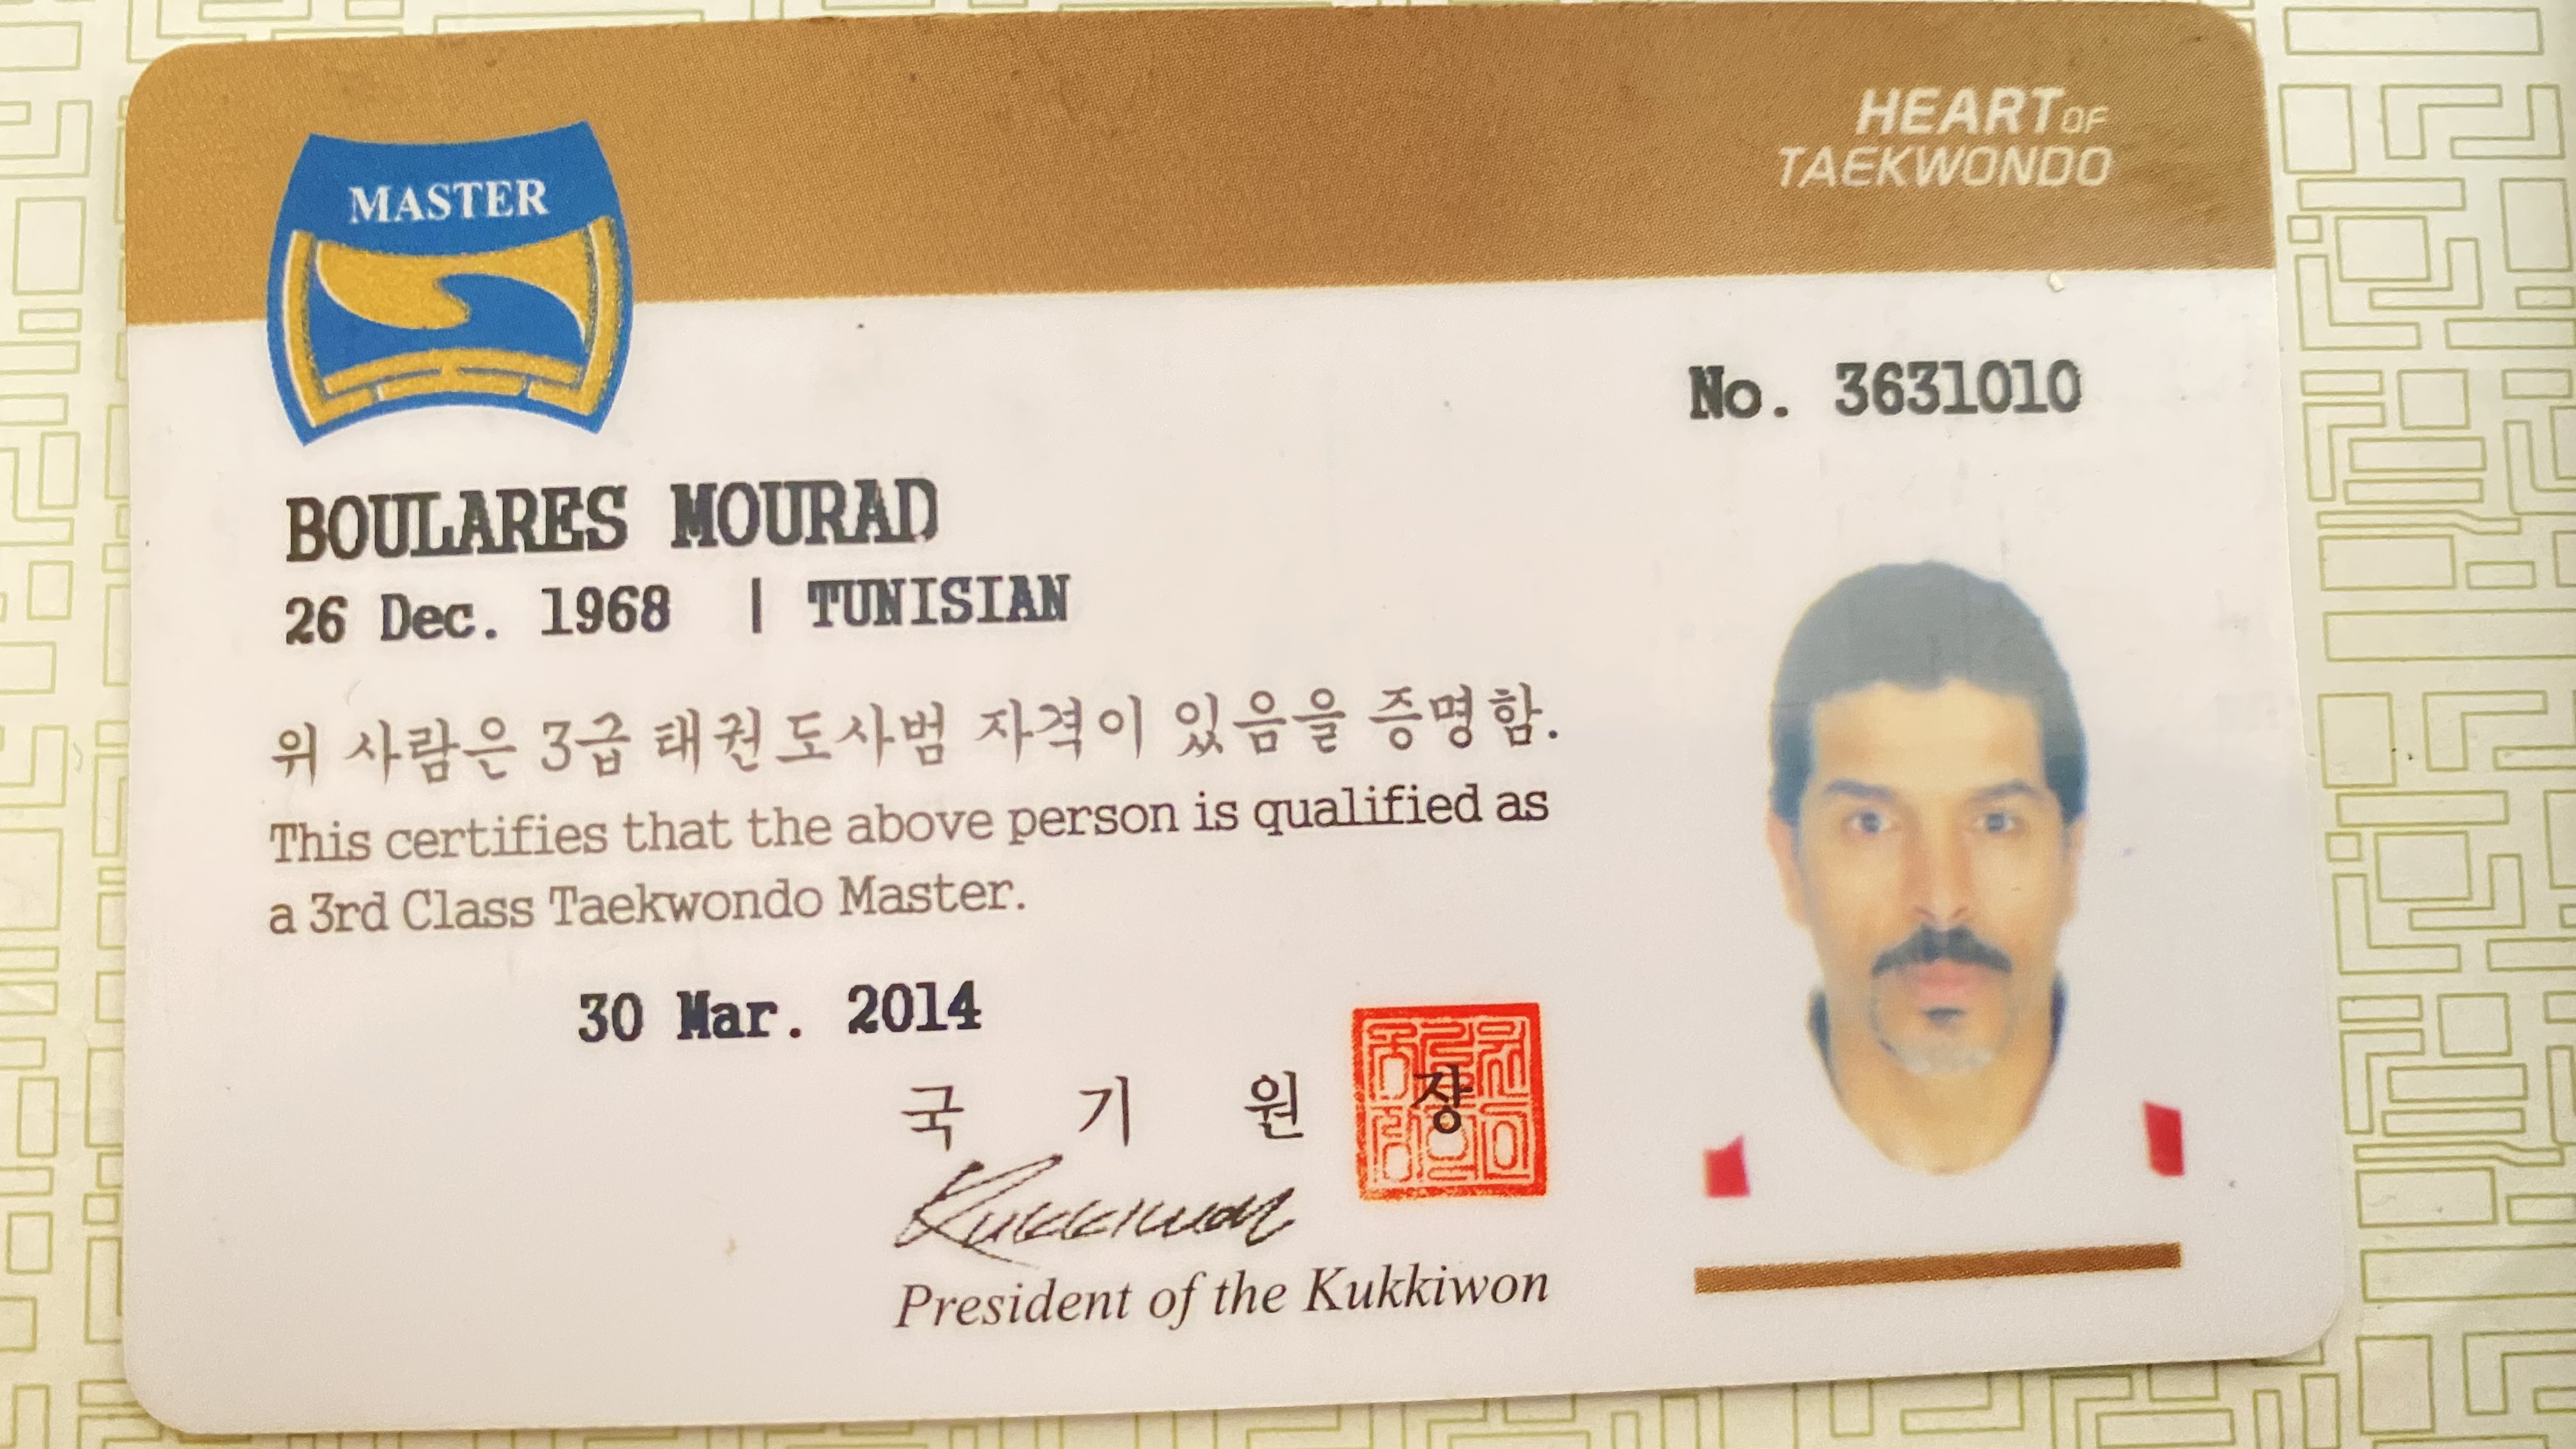 MASTER
HEART OF
TAEKWONDO
No. 3631010
BOULARES MOURAD
26 Dec. 1968 | TUNISIAN
위 사람은 3급 태권도사범 자격이 있음을 증명함.
This certifies that the above person is qualified as
a 3rd Class Taekwondo Master.
30 Mar. 2014
국 기 원 장
Kukkiwon
President of the Kukkiwon